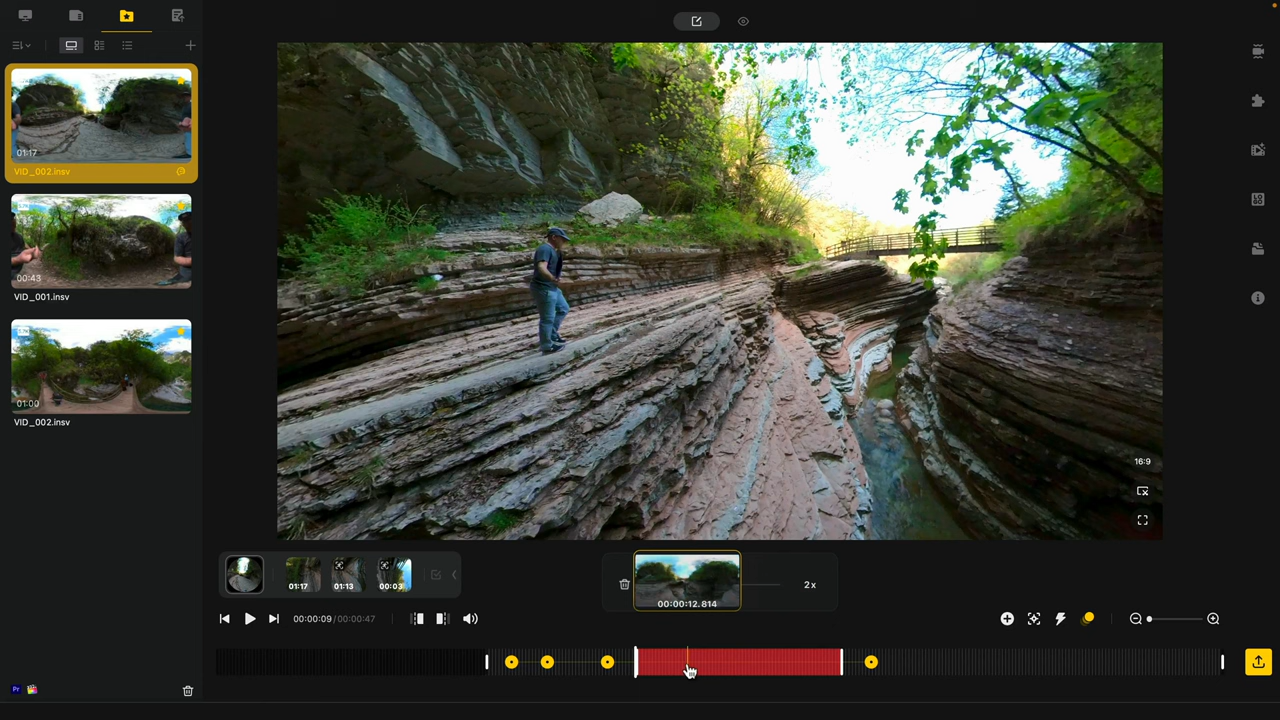 01:17
VID_002.insv
00:43
VID_001.insv
01:00
VID_002.insv
16:9
01:17
01:13
00:03
00:00:12.814
2x
00:00:09/00:00:47
Pr